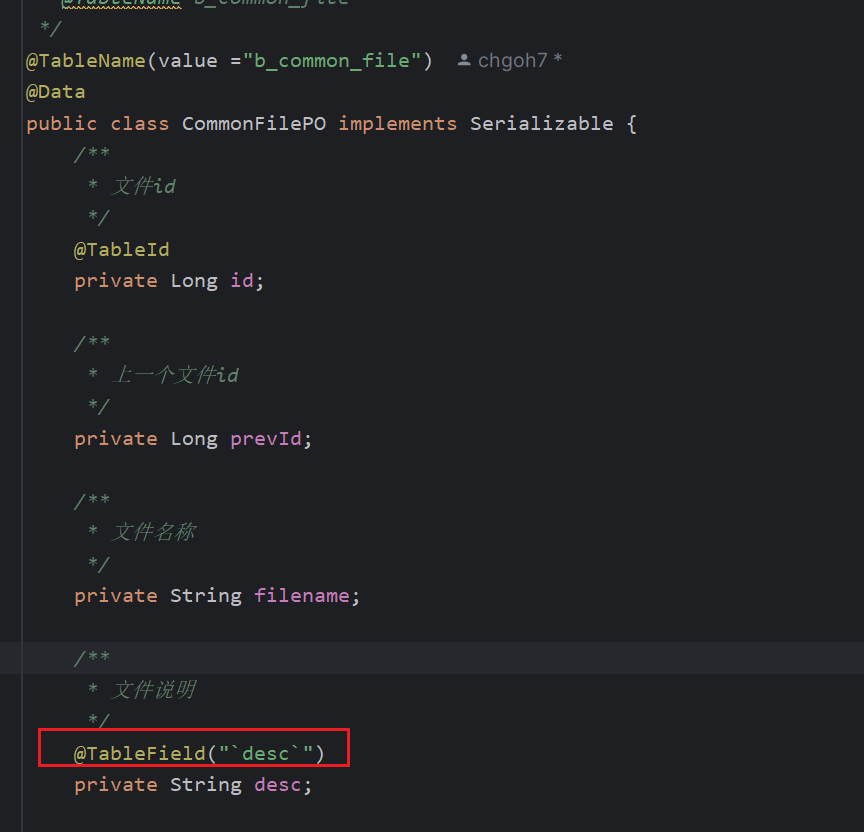 @TableName b_common_file
*/
@TableName(value ="b_common_file") chgoh7 *
@Data
public class CommonFilePO implements Serializable {
/**
* 文件id
*/
@TableId
private Long id;
/**
* 上一个文件id
*/
private Long prevId;
/**
* 文件名称
*/
private String filename;
/**
* 文件说明
*/
@TableField("`desc`")
private String desc;